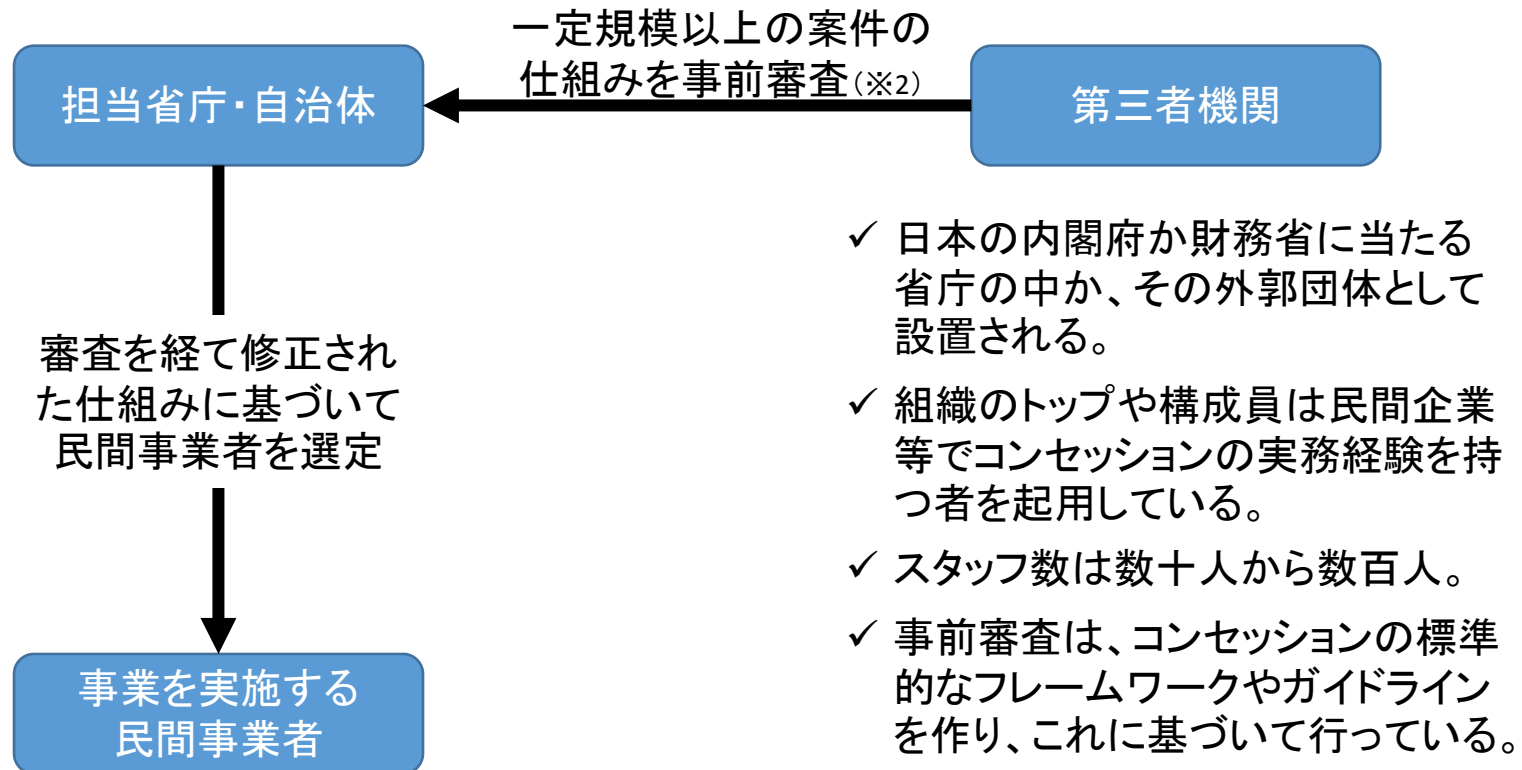 一定規模以上の案件の
仕組みを事前審査(※2)
担当省庁・自治体
第三者機関
審査を経て修正され
た仕組みに基づいて
民間事業者を選定
事業を実施する
民間事業者
✓ 日本の内閣府か財務省に当たる
省庁の中か、その外郭団体として
設置される。
✓ 組織のトップや構成員は民間企業
等でコンセッションの実務経験を持
つ者を起用している。
✓ スタッフ数は数十人から数百人。
✓ 事前審査は、コンセッションの標準
的なフレームワークやガイドライン
を作り、これに基づいて行っている。